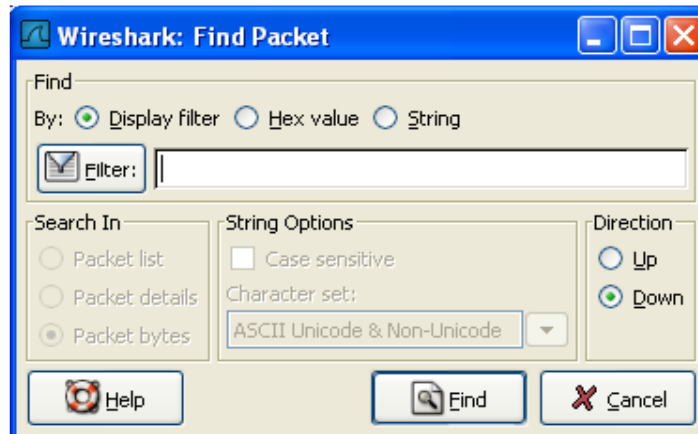 Wireshark: Find Packet
Find
By: Display filter Hex value String
Filter:
Search In
Packet list
Packet details
Packet bytes
String Options
Case sensitive
Character set:
ASCII Unicode & Non-Unicode
Direction
Up
Down
Help
Find
Cancel